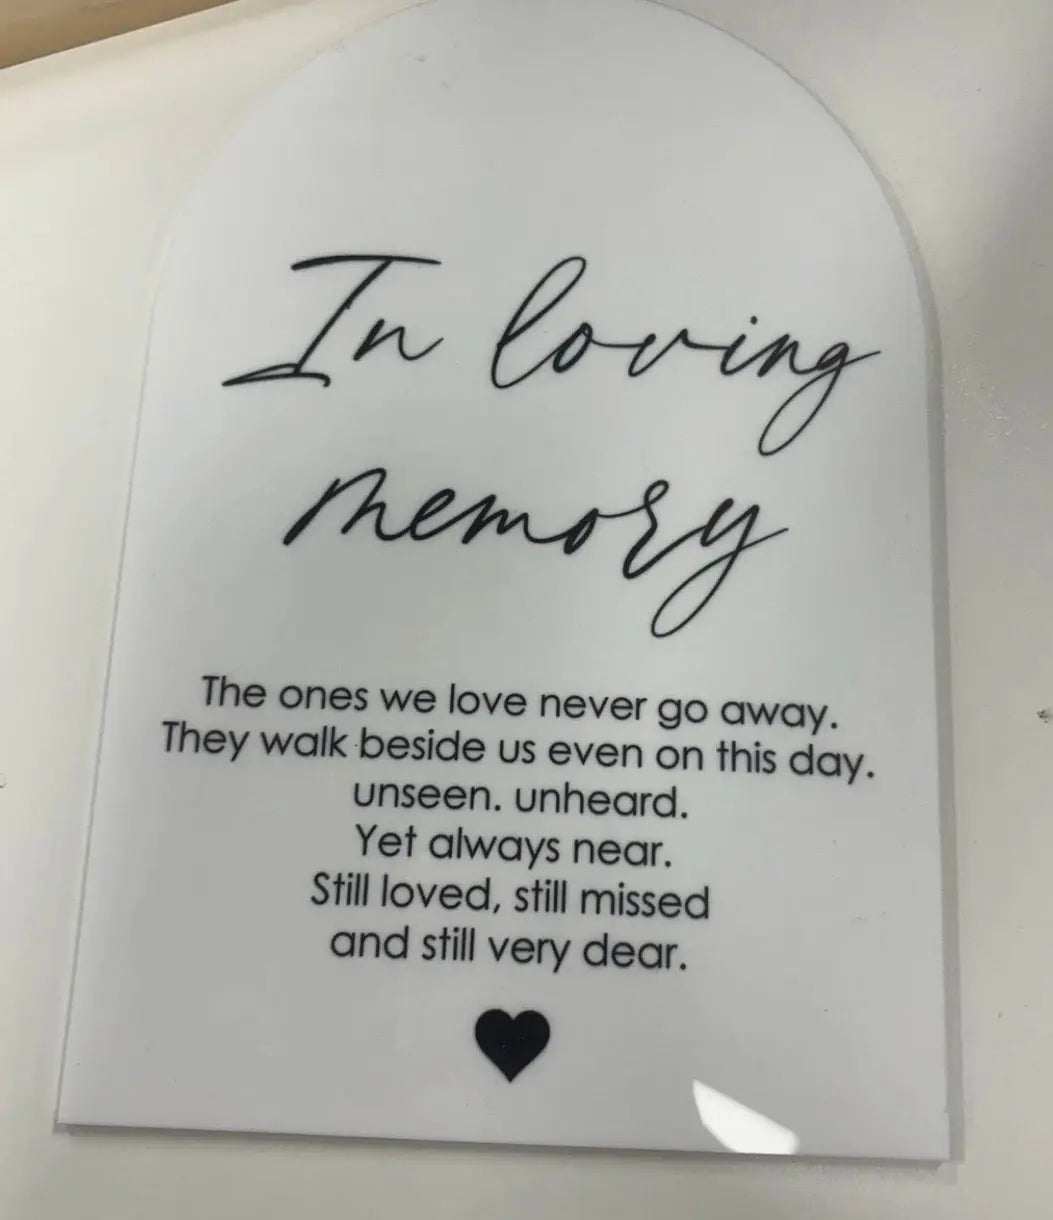 In loving
memory
The ones we love never go away.
They walk beside us even on this day.
unseen. unheard.
Yet always near.
Still loved, still missed
and still very dear.